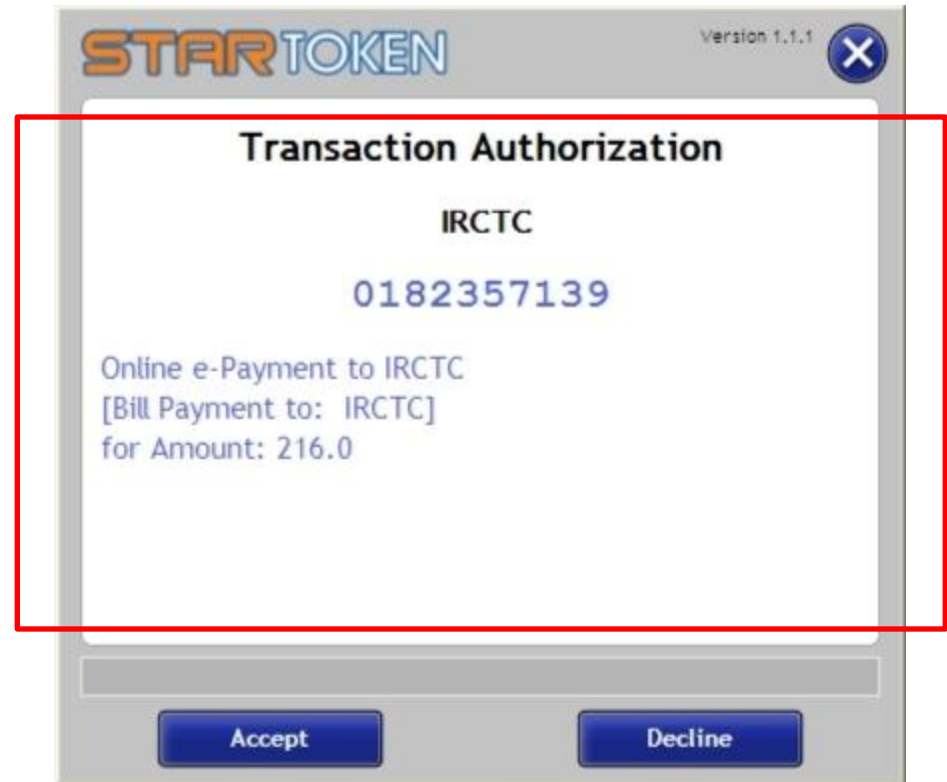 STARTOKEN
Version 1.1.1
Transaction Authorization
IRCTC
0182357139
Online e-Payment to IRCTC
[Bill Payment to: IRCTC]
for Amount: 216.0
Accept
Decline